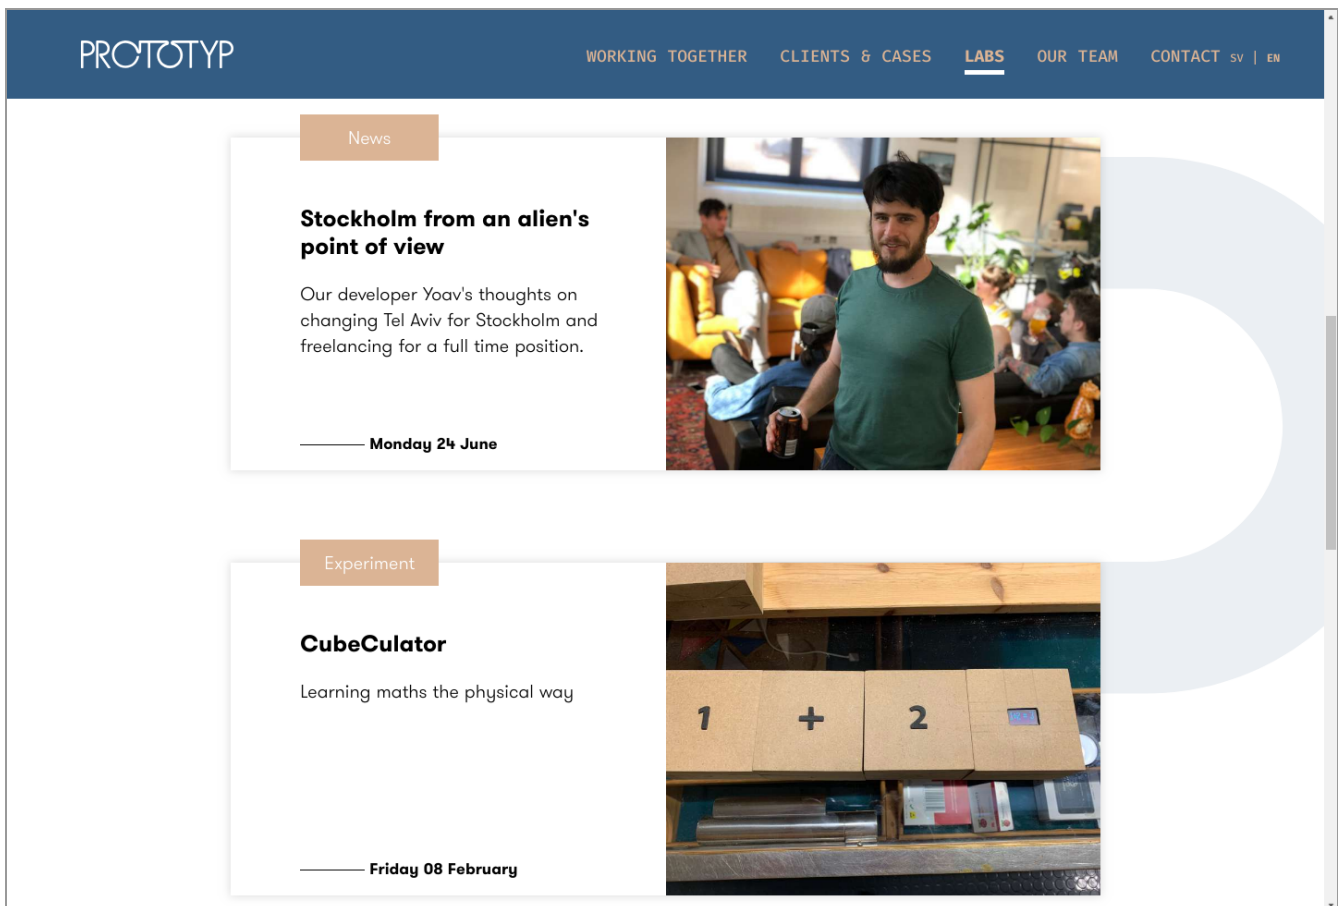 PROTOTYP
WORKING TOGETHER CLIENTS & CASES LABS OUR TEAM CONTACT SV | EN
News
Stockholm from an alien's
point of view
Our developer Yoav's thoughts on
changing Tel Aviv for Stockholm and
freelancing for a full time position.
Monday 24 June
Experiment
CubeCulator
Learning maths the physical way
1 + 2
Friday 08 February